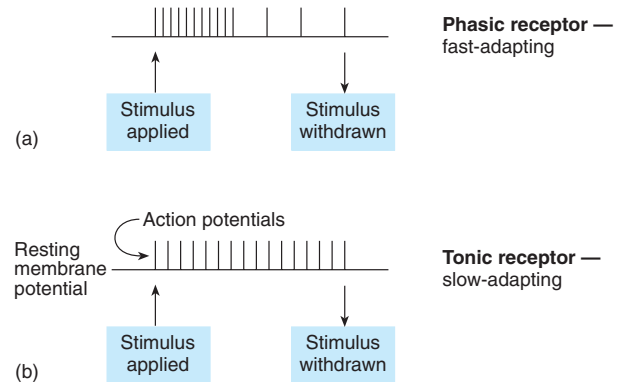 Phasic receptor —
fast-adapting
Stimulus
applied
Stimulus
withdrawn
(a)
Action potentials
Resting
membrane
potential
Tonic receptor —
slow-adapting
Stimulus
applied
Stimulus
withdrawn
(b)